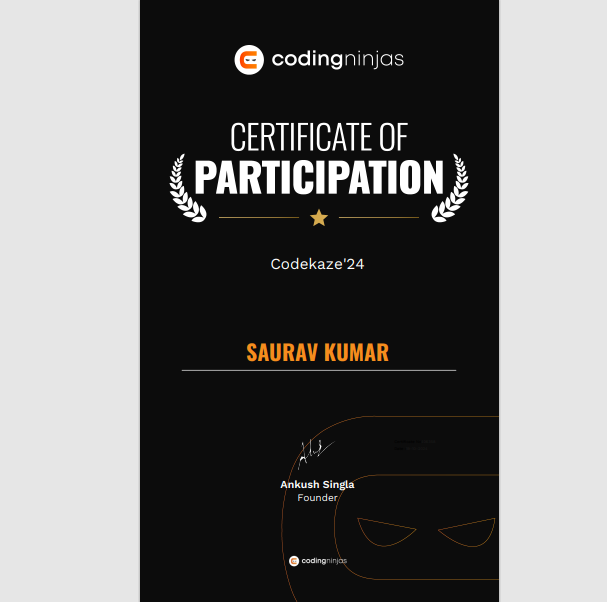 codingninjas
CERTIFICATE OF
PARTICIPATION
Codekaze'24
SAURAV KUMAR
Ankush Singla
Founder
codingninjas